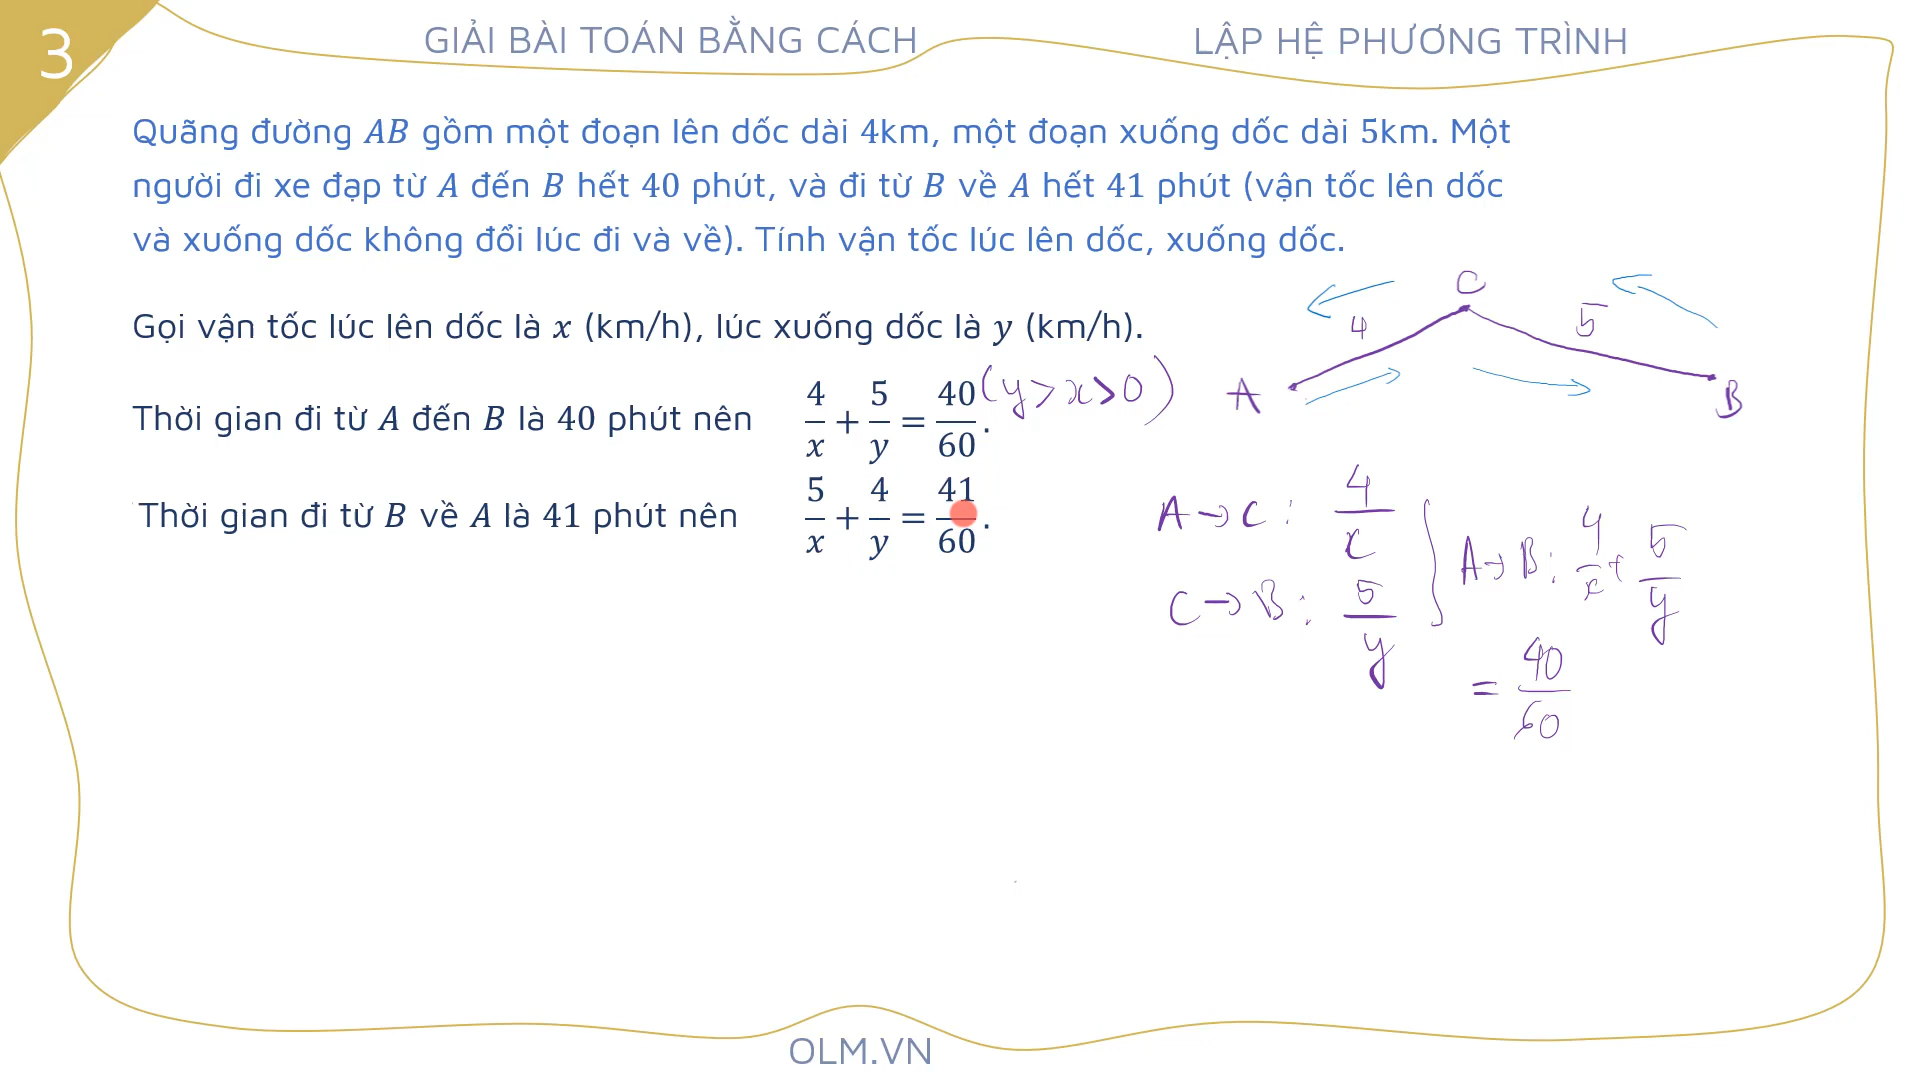 3
GIẢI BÀI TOÁN BẰNG CÁCH LẬP HỆ PHƯƠNG TRÌNH
Quãng đường AB gồm một đoạn lên dốc dài 4km, một đoạn xuống dốc dài 5km. Một
người đi xe đạp từ A đến B hết 40 phút, và đi từ B về A hết 41 phút (vận tốc lên dốc
và xuống dốc không đổi lúc đi và về). Tính vận tốc lúc lên dốc, xuống dốc.
Gọi vận tốc lúc lên dốc là x (km/h), lúc xuống dốc là y (km/h).
(y > x > 0)
Thời gian đi từ A đến B là 40 phút nên 4/x + 5/y = 40/60.
Thời gian đi từ B về A là 41 phút nên 5/x + 4/y = 41/60.
C
4
5
A
B
A → C : 4/x
C → B : 5/y
A → B : 4/x + 5/y
= 40/60
OLM.VN